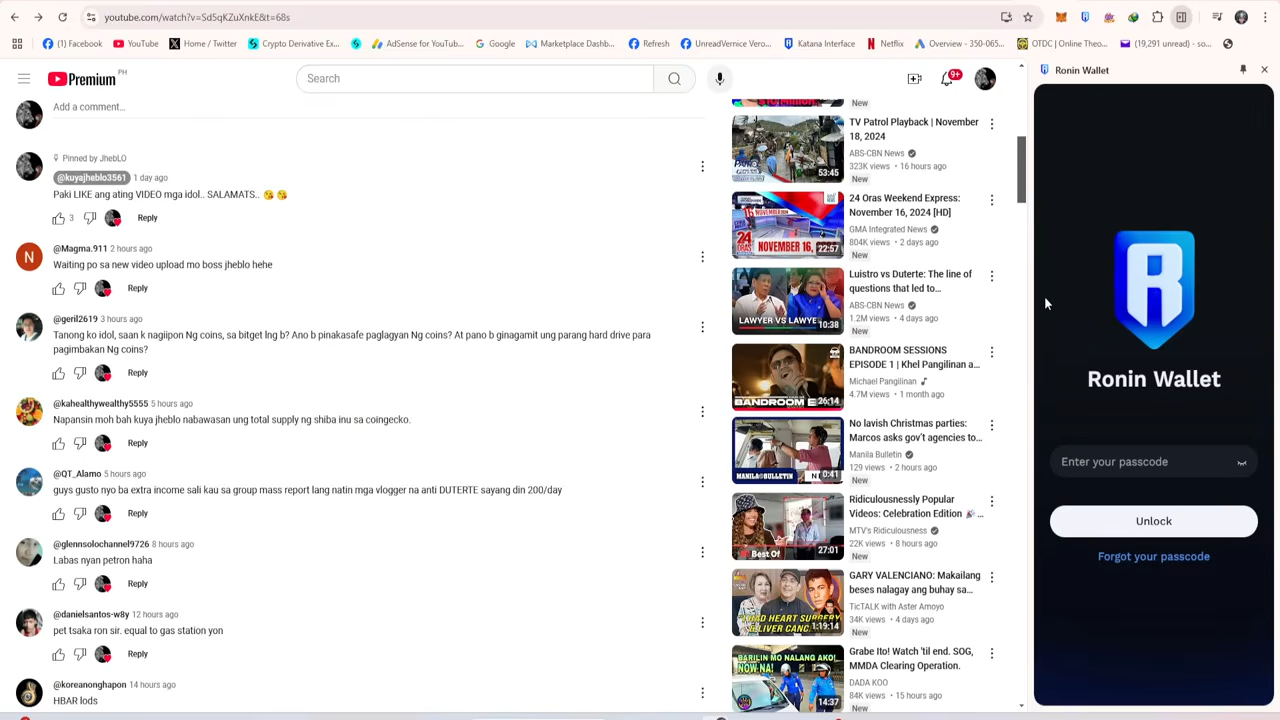 youtube.com/watch?v=Sd5qKZuXnkE&t=68s
(1) Facebook
YouTube
Home / Twitter
Crypto Derivative Ex...
AdSense for YouTub...
Google
Marketplace Dashb...
Refresh
UnreadVernice Vero...
Katana Interface
Netflix
Overview - 350-065...
OTDC | Online Theo...
(19,291 unread) - so...
Premium PH
Search
9+
Add a comment...
Pinned by JhebLO
@kuyajheblo3561 1 day ago
Paki LIKE ang ating VIDEO mga idol.. SALAMATS.. 😘 😘
Reply
@Magma.911 2 hours ago
Waiting po sa new video upload mo boss jheblo hehe
Reply
@geril2619 3 hours ago
Tanong ko idol, saan k nagiipon Ng coins, sa bitget lng b? Ano b pinakasafe paglagyan Ng coins? At pano b ginagamit ung parang hard drive para
pagimbakan Ng coins?
Reply
@kahealthywealthy5555 5 hours ago
Napansin moh bah kuya jheblo nabawasan ung total supply ng shiba inu sa coingecko.
Reply
@QT_Alamo 5 hours ago
guys gusto nyo ba extra income sali kau sa group mass report lang natin mga vlogger na anti DUTERTE sayang din 200/day
Reply
@glennsolochannel9726 8 hours ago
Labas nyan petron haha
Reply
@danielsantos-w8y 12 hours ago
pet tsaka ron sir. equal to gas station yon
Reply
@koreanonghapon 14 hours ago
HBAR lods
New
TV Patrol Playback | November
18, 2024
ABS-CBN News
323K views • 16 hours ago
New
53:45
24 Oras Weekend Express:
November 16, 2024 [HD]
GMA Integrated News
804K views • 2 days ago
New
NOVEMBER 16,
22:57
Luistro vs Duterte: The line of
questions that led to...
ABS-CBN News
1.2M views • 4 days ago
New
LAWYER VS LAWYE
10:38
BANDROOM SESSIONS
EPISODE 1 | Khel Pangilinan a...
Michael Pangilinan
4.7M views • 1 month ago
BANDROOM
26:14
No lavish Christmas parties:
Marcos asks gov't agencies to...
Manila Bulletin
129 views • 2 hours ago
New
MANILA BULLETIN
0:41
Ridiculousnessly Popular
Videos: Celebration Edition 🎉 ...
MTV's Ridiculousness
22K views • 8 hours ago
New
Best Of
27:01
GARY VALENCIANO: Makailang
beses nalagay ang buhay sa...
TicTALK with Aster Amoyo
34K views • 4 days ago
New
HAD HEART SURGERY
& LIVER CANC
1:19:14
Grabe Ito! Watch 'til end. SOG,
MMDA Clearing Operation.
DADA KOO
84K views • 15 hours ago
New
BARILIN MO NALANG AKO!
NOW NA!
14:37
Ronin Wallet
Ronin Wallet
Enter your passcode
Unlock
Forgot your passcode